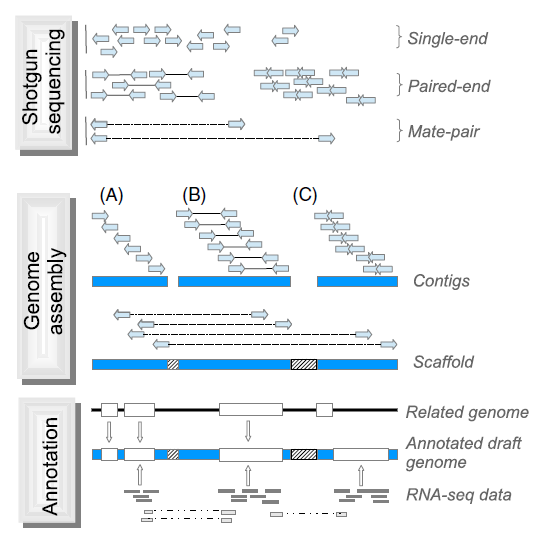 Shotgun
sequencing
Single-end
Paired-end
Mate-pair
Genome
assembly
(A) (B) (C)
Contigs
Scaffold
Annotation
Related genome
Annotated draft
genome
RNA-seq data